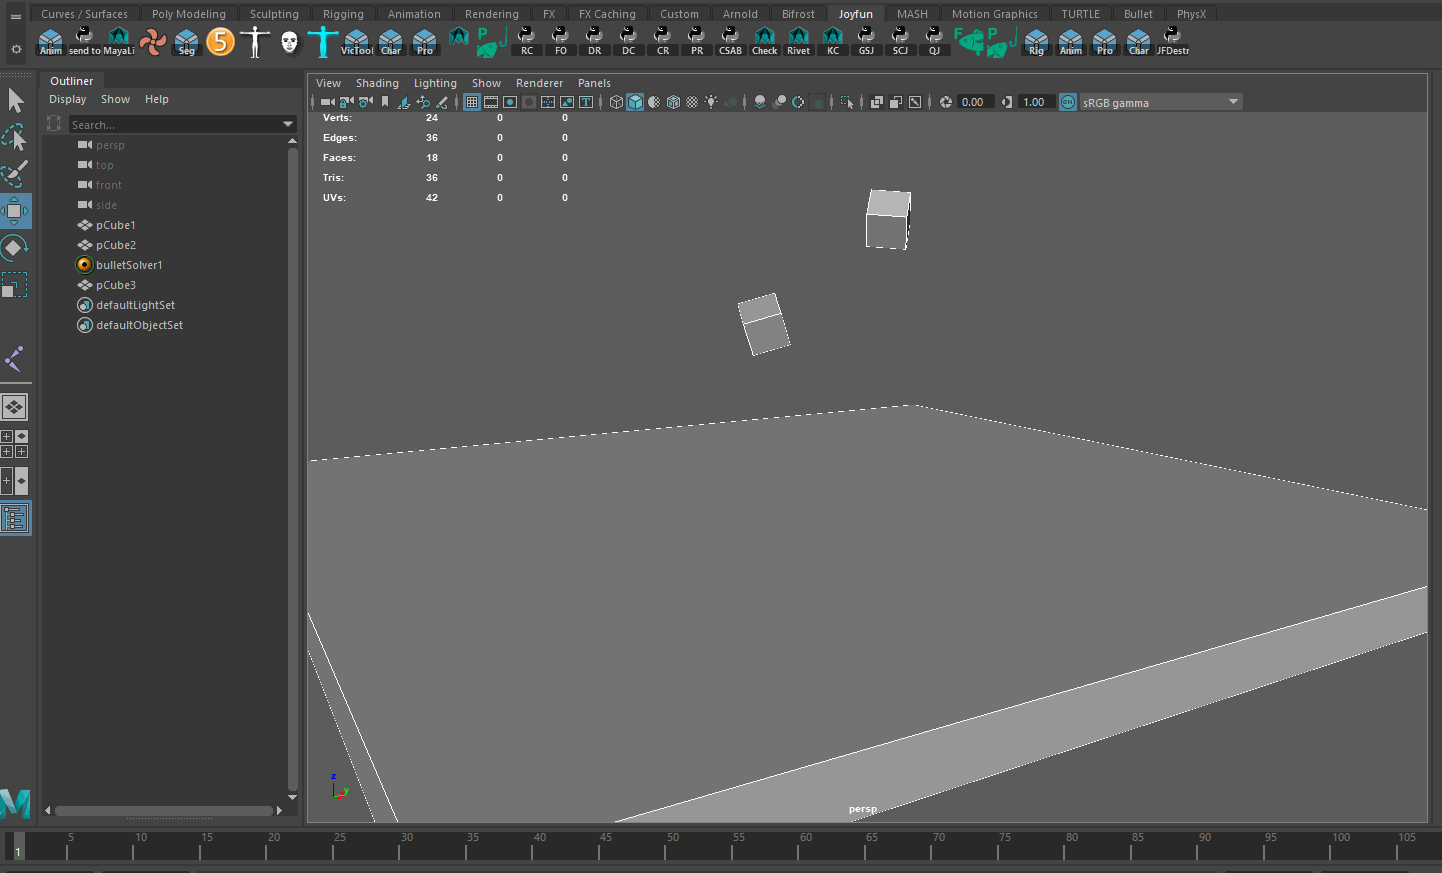 Curves / Surfaces Poly Modeling Sculpting Rigging Animation Rendering FX FX Caching Custom Arnold Bifrost Joyfun MASH Motion Graphics TURTLE Bullet PhysX
Anim send to MayaLi Seg 5 VicTool Char Pro P J RC FO DR DC CR PR CSAB Check Rivet KC GSJ SCJ QJ F P J Rig Anim Pro Char JFDestr
Outliner
Display Show Help
Search...
persp
top
front
side
pCube1
pCube2
bulletSolver1
pCube3
defaultLightSet
defaultObjectSet
View Shading Lighting Show Renderer Panels
0.00 1.00 ON sRGB gamma
Verts: 24 0 0
Edges: 36 0 0
Faces: 18 0 0
Tris: 36 0 0
UVs: 42 0 0
z
y
persp
M
5 10 15 20 25 30 35 40 45 50 55 60 65 70 75 80 85 90 95 100 105
1